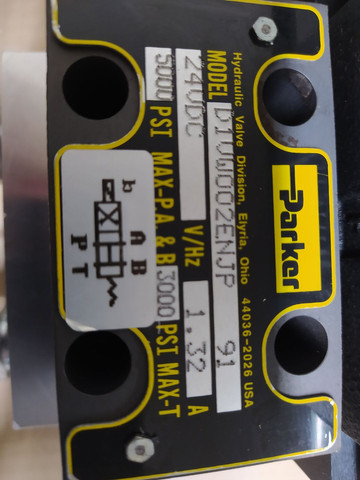 Parker
Hydraulic Valve Division, Elyria, Ohio 44036-2026 USA
MODEL D1VW002ENJP 91
24VDC V/Hz 1.32 A
5000 PSI MAX-P,A & B 3000 PSI MAX-T
b
A B
P T